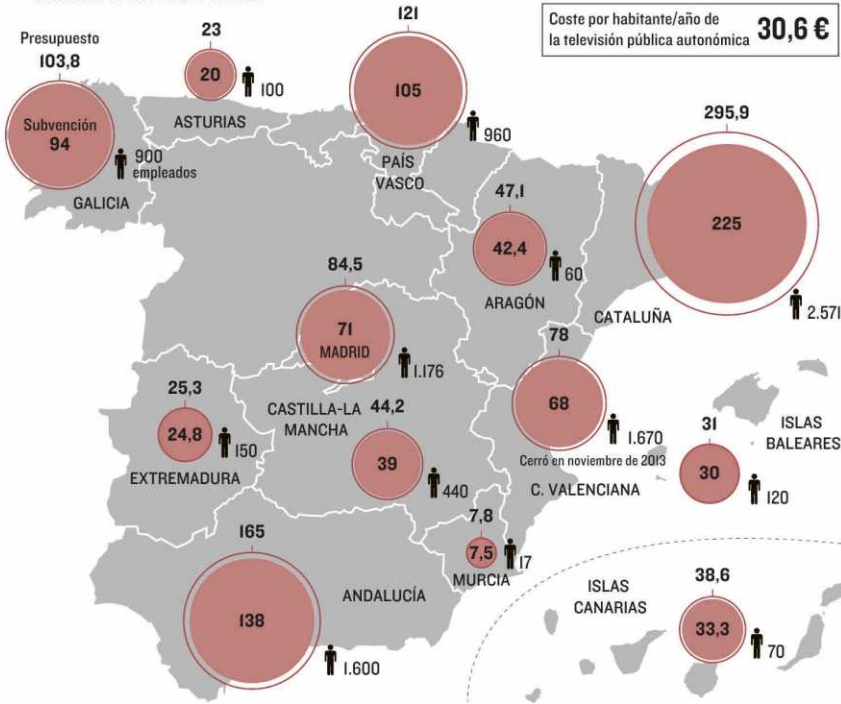 Coste por habitante/año de
la televisión pública autonómica 30,6 €
Presupuesto
103,8
Subvención
94
900
empleados
GALICIA
23
20
100
ASTURIAS
121
105
960
PAÍS
VASCO
295,9
225
2.571
CATALUÑA
47,1
42,4
60
ARAGÓN
84,5
71
MADRID
1.176
78
68
1.670
Cerró en noviembre de 2013
C. VALENCIANA
25,3
24,8
150
EXTREMADURA
CASTILLA-LA
MANCHA
44,2
39
440
31
30
120
ISLAS
BALEARES
165
138
1.600
ANDALUCÍA
7,8
7,5
17
MURCIA
ISLAS
CANARIAS
38,6
33,3
70